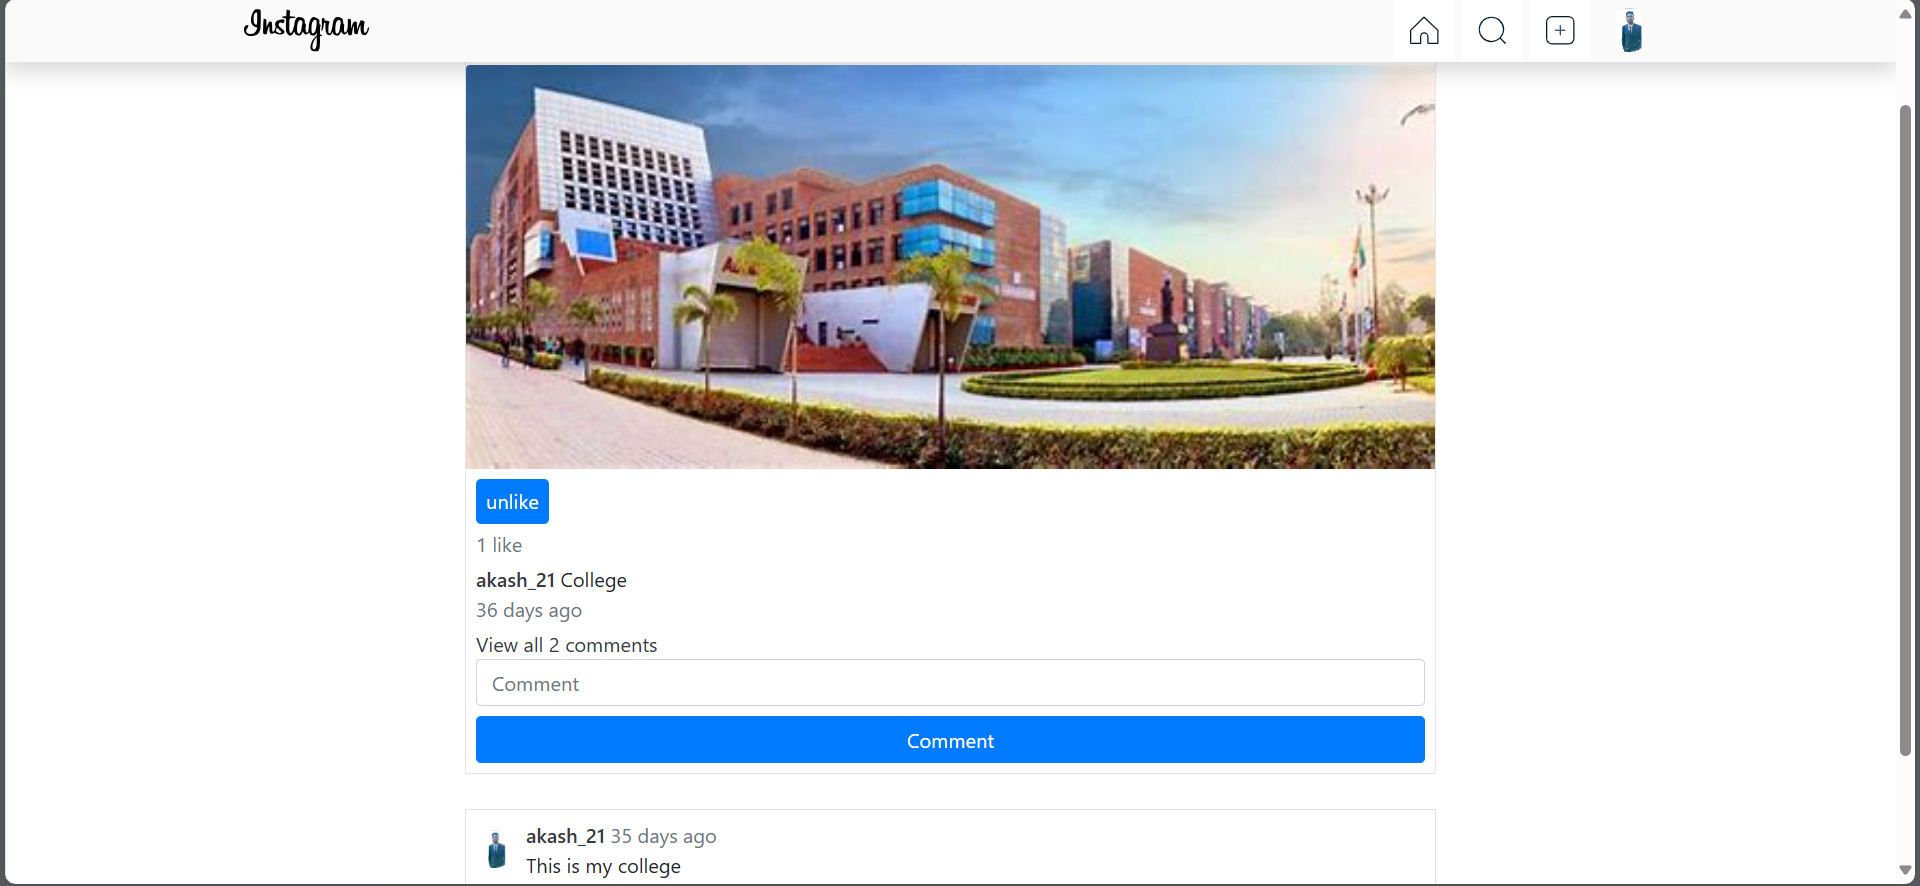 Instagram
unlike
1 like
akash_21 College
36 days ago
View all 2 comments
Comment
Comment
akash_21 35 days ago
This is my college